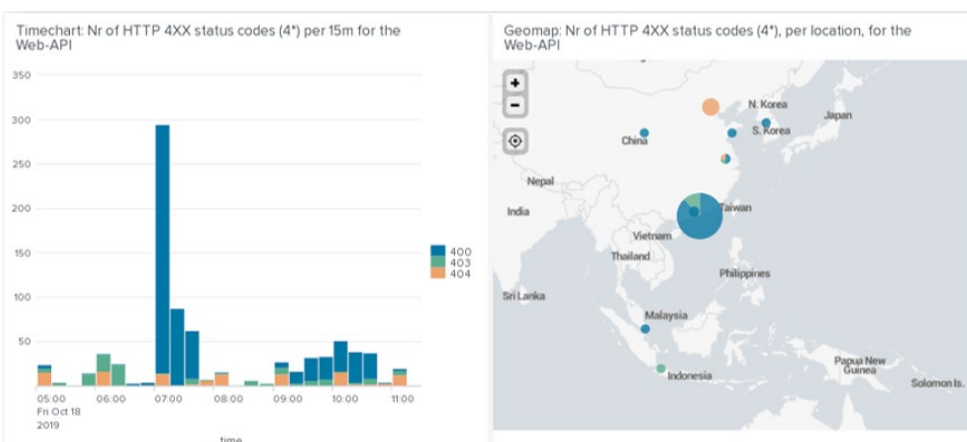 Timechart: Nr of HTTP 4XX status codes (4*) per 15m for the
Web-API
350
300
250
200
150
100
50
05:00
06:00
07:00
08:00
09:00
10:00
11:00
Fri Oct 18
2019
time
400
403
404
Geomap: Nr of HTTP 4XX status codes (4*), per location, for the
Web-API
+
-
N. Korea
Japan
S. Korea
China
Nepal
India
Taiwan
Vietnam
Thailand
Philippines
Sri Lanka
Malaysia
Indonesia
Papua New
Guinea
Solomon Is.